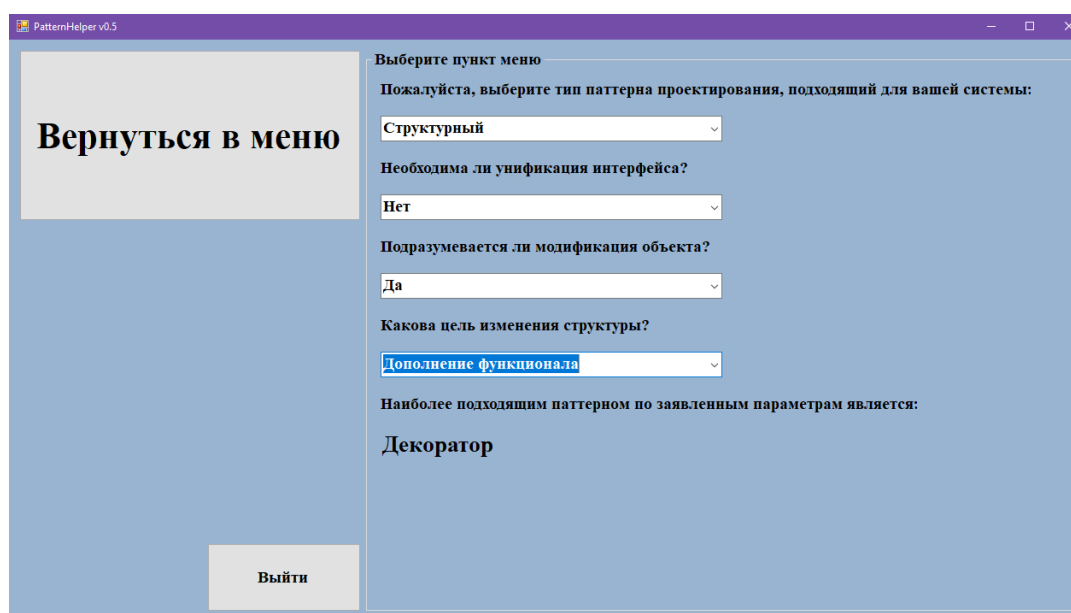 PatternHelper v0.5
Вернуться в меню
Выберите пункт меню
Пожалуйста, выберите тип паттерна проектирования, подходящий для вашей системы:
Структурный
Необходима ли унификация интерфейса?
Нет
Подразумевается ли модификация объекта?
Да
Какова цель изменения структуры?
Дополнение функционала
Наиболее подходящим паттерном по заявленным параметрам является:
Декоратор
Выйти